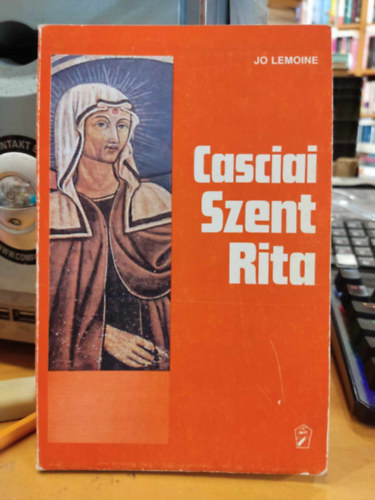 JO LEMOINE
Casciai
Szent
Rita